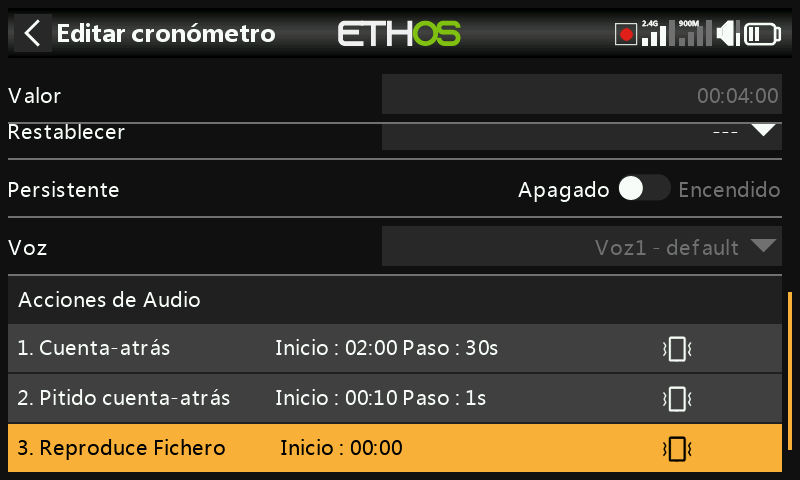 Editar cronómetro
ETHOS
2.4G 900M
Valor 00:04:00
Restablecer ---
Persistente Apagado Encendido
Voz Voz1 - default
Acciones de Audio
1. Cuenta-atrás Inicio : 02:00 Paso : 30s
2. Pitido cuenta-atrás Inicio : 00:10 Paso : 1s
3. Reproduce Fichero Inicio : 00:00